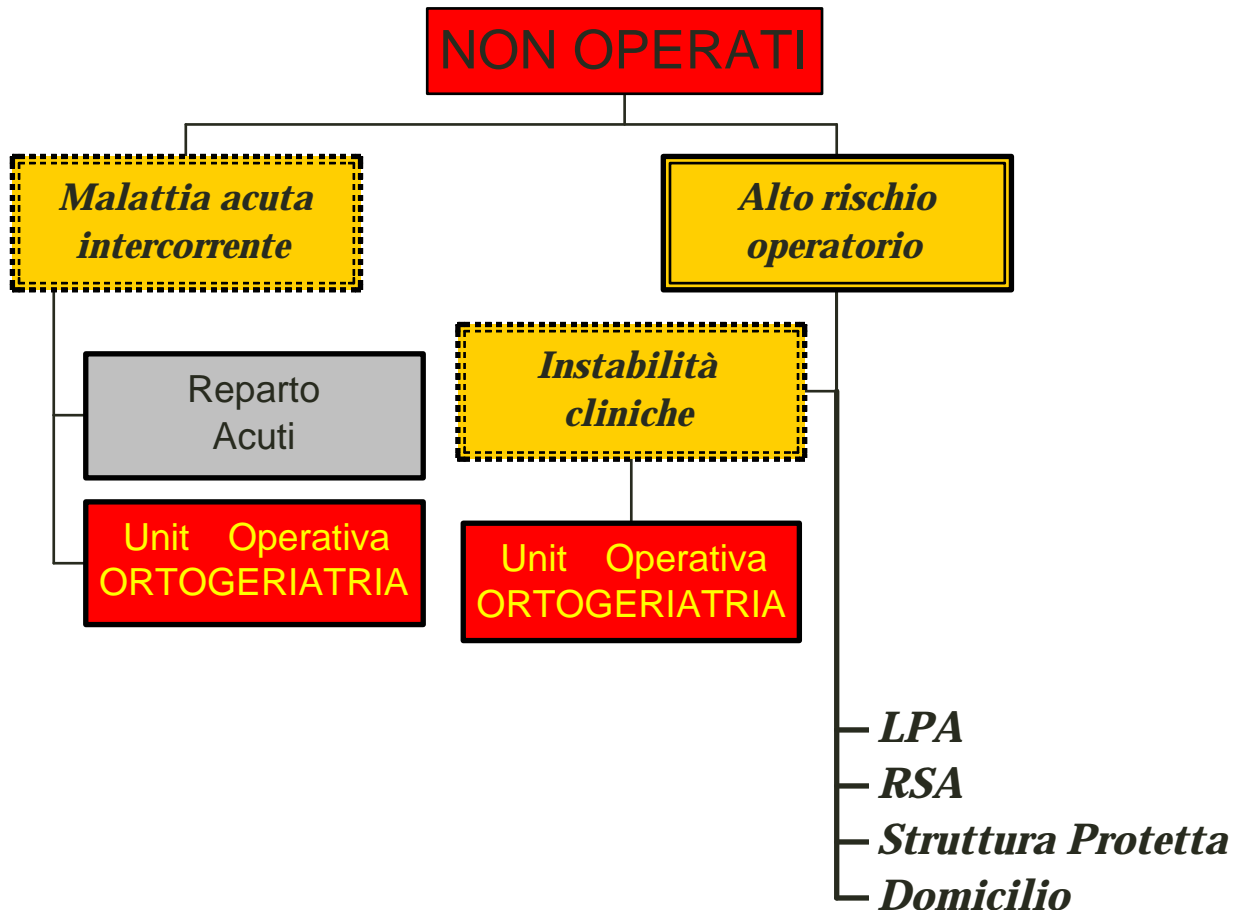 NON OPERATI
Malattia acuta
intercorrente
Alto rischio
operatorio
Instabilità
cliniche
Reparto
Acuti
Unit Operativa
ORTOGERIATRIA
Unit Operativa
ORTOGERIATRIA
LPA
RSA
Struttura Protetta
Domicilio